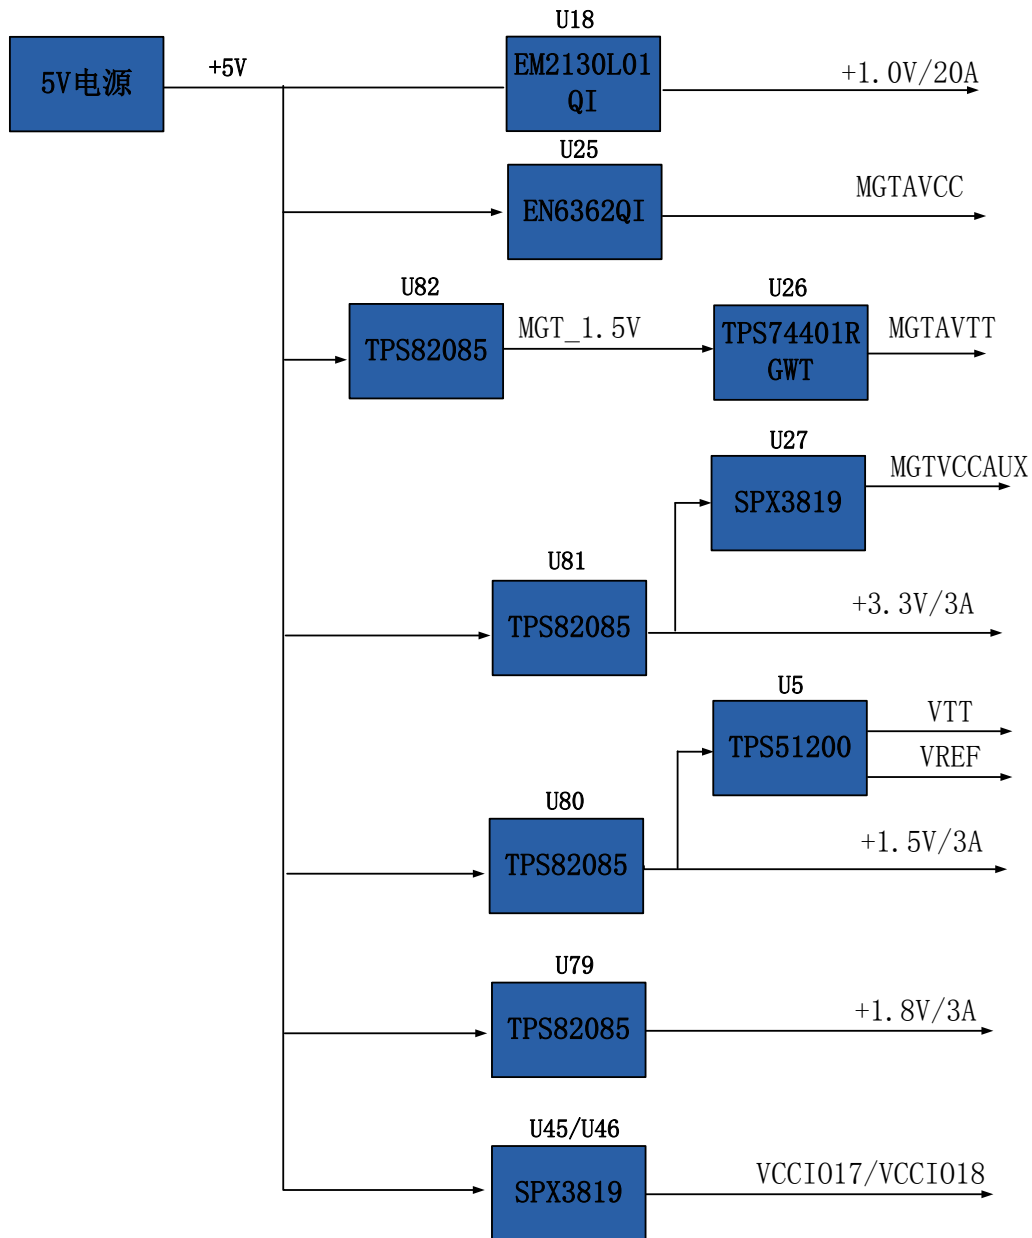 U18
5V电源
+5V
EM2130L01
QI
+1.0V/20A
U25
EN6362QI
MGTAVCC
U82
TPS82085
MGT_1.5V
U26
TPS74401R
GWT
MGTAVTT
U27
SPX3819
MGTVCCAUX
U81
TPS82085
+3.3V/3A
U5
TPS51200
VTT
VREF
U80
TPS82085
+1.5V/3A
U79
TPS82085
+1.8V/3A
U45/U46
SPX3819
VCCIO17/VCCIO18